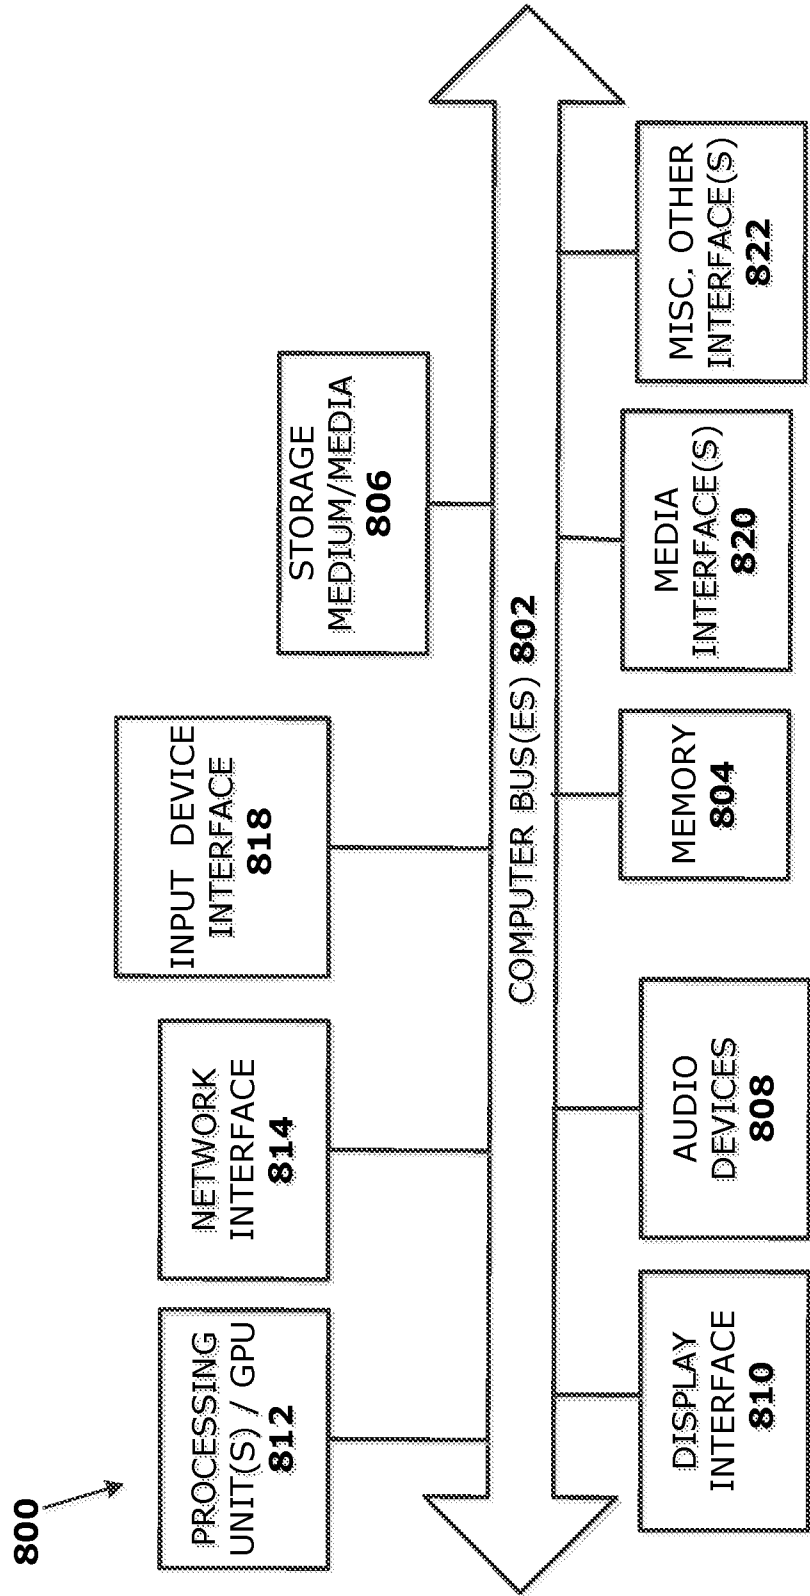 800
PROCESSING
UNIT(S) / GPU
812
NETWORK
INTERFACE
814
INPUT DEVICE
INTERFACE
818
STORAGE
MEDIUM/MEDIA
806
COMPUTER BUS(ES) 802
DISPLAY
INTERFACE
810
AUDIO
DEVICES
808
MEMORY
804
MEDIA
INTERFACE(S)
820
MISC. OTHER
INTERFACE(S)
822